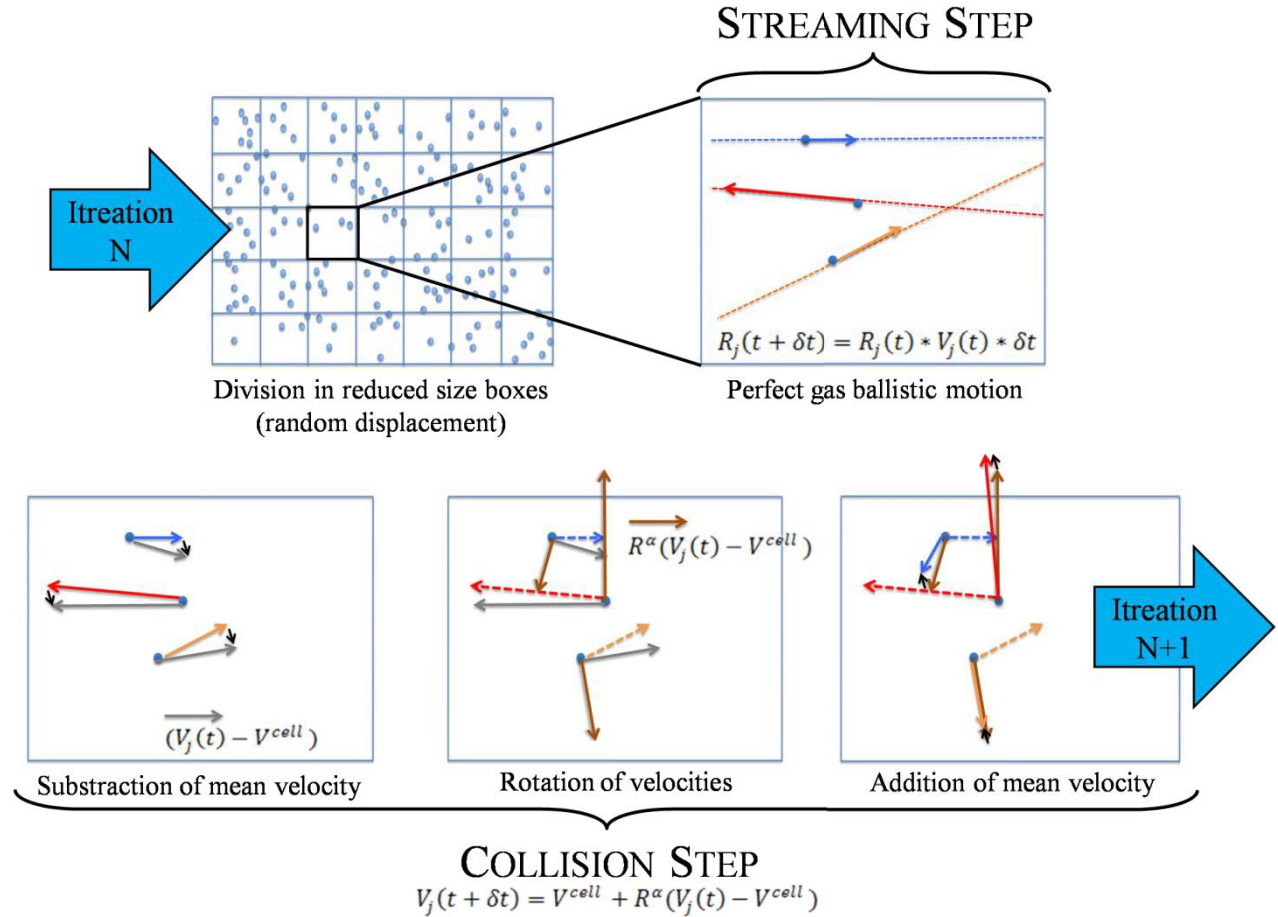 STREAMING STEP
Itreation
N
R_j(t + δt) = R_j(t) * V_j(t) * δt
Division in reduced size boxes
(random displacement)
Perfect gas ballistic motion
(V_j(t) − V^cell)
R^α(V_j(t) − V^cell)
Itreation
N+1
Substraction of mean velocity
Rotation of velocities
Addition of mean velocity
COLLISION STEP
V_j(t + δt) = V^cell + R^α(V_j(t) − V^cell)